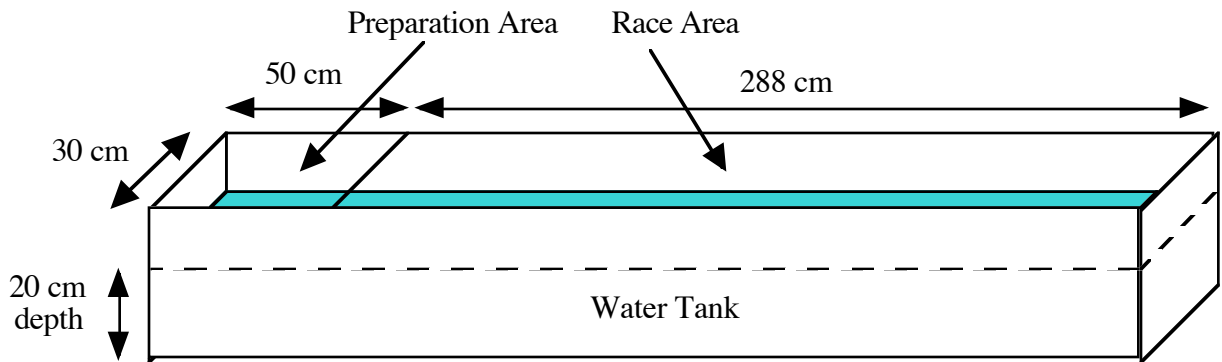 Preparation Area
Race Area
50 cm
288 cm
30 cm
20 cm
depth
Water Tank